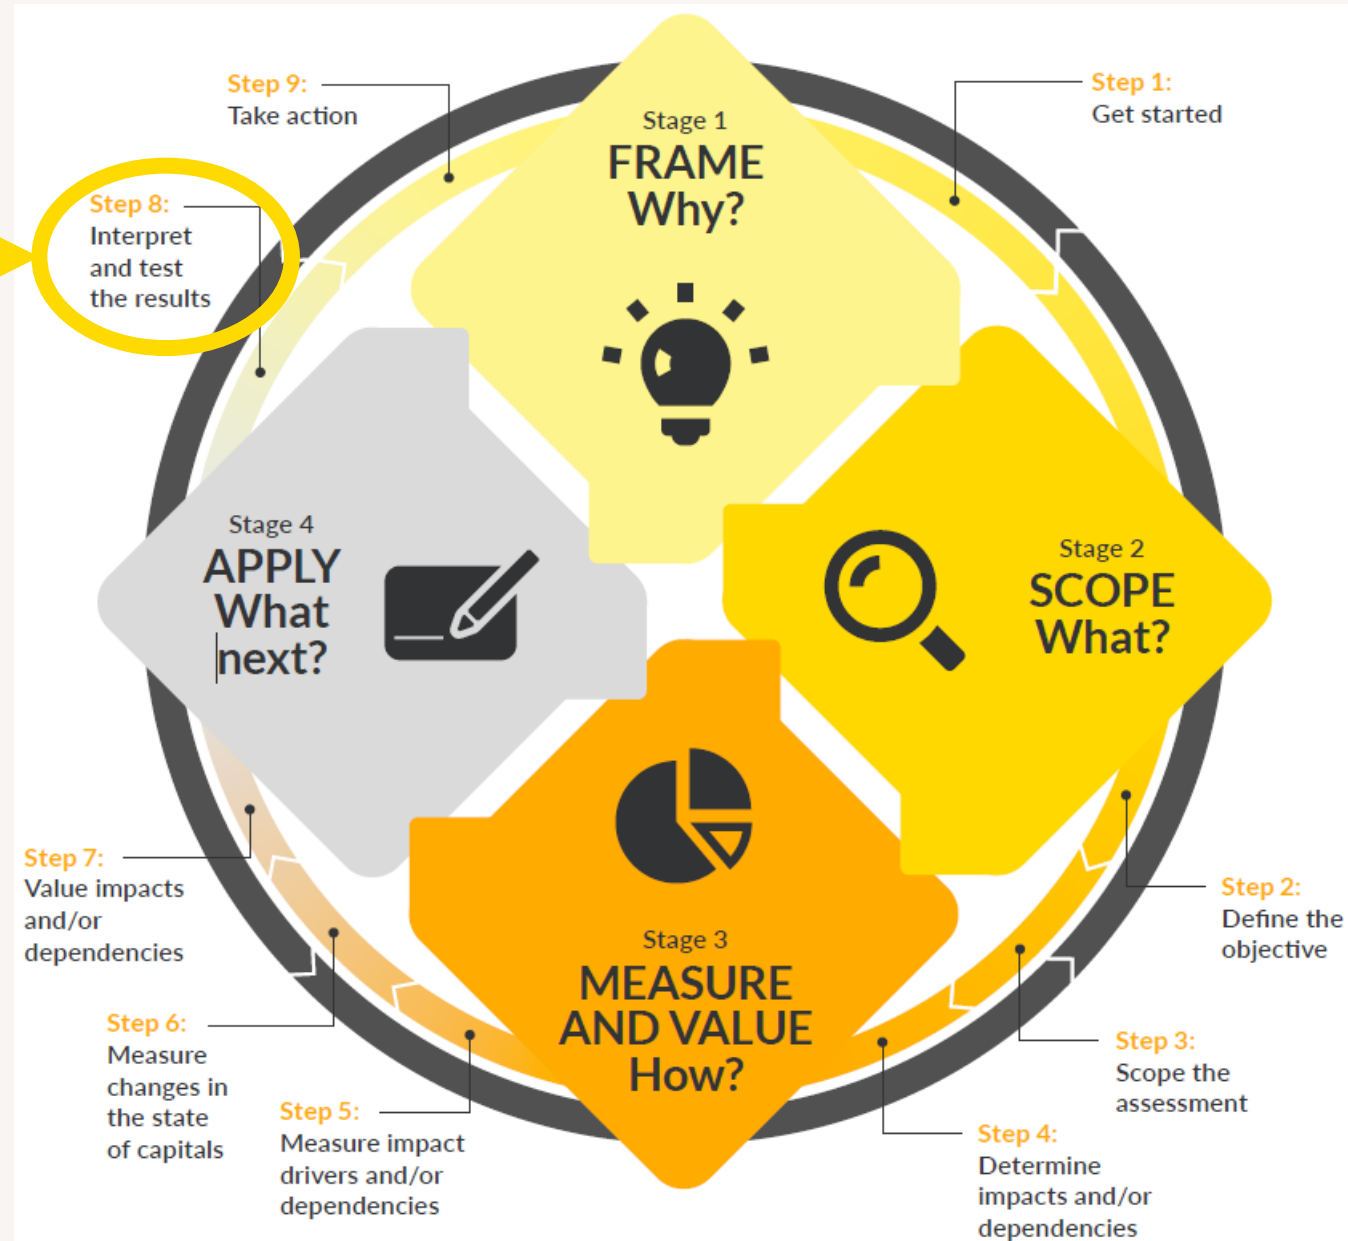 Stage 1
FRAME
Why?
Step 1:
Get started
Stage 2
SCOPE
What?
Step 2:
Define the
objective
Step 3:
Scope the
assessment
Step 4:
Determine
impacts and/or
dependencies
Stage 3
MEASURE
AND VALUE
How?
Step 5:
Measure impact
drivers and/or
dependencies
Step 6:
Measure
changes in
the state
of capitals
Step 7:
Value impacts
and/or
dependencies
Stage 4
APPLY
What
next?
Step 8:
Interpret
and test
the results
Step 9:
Take action